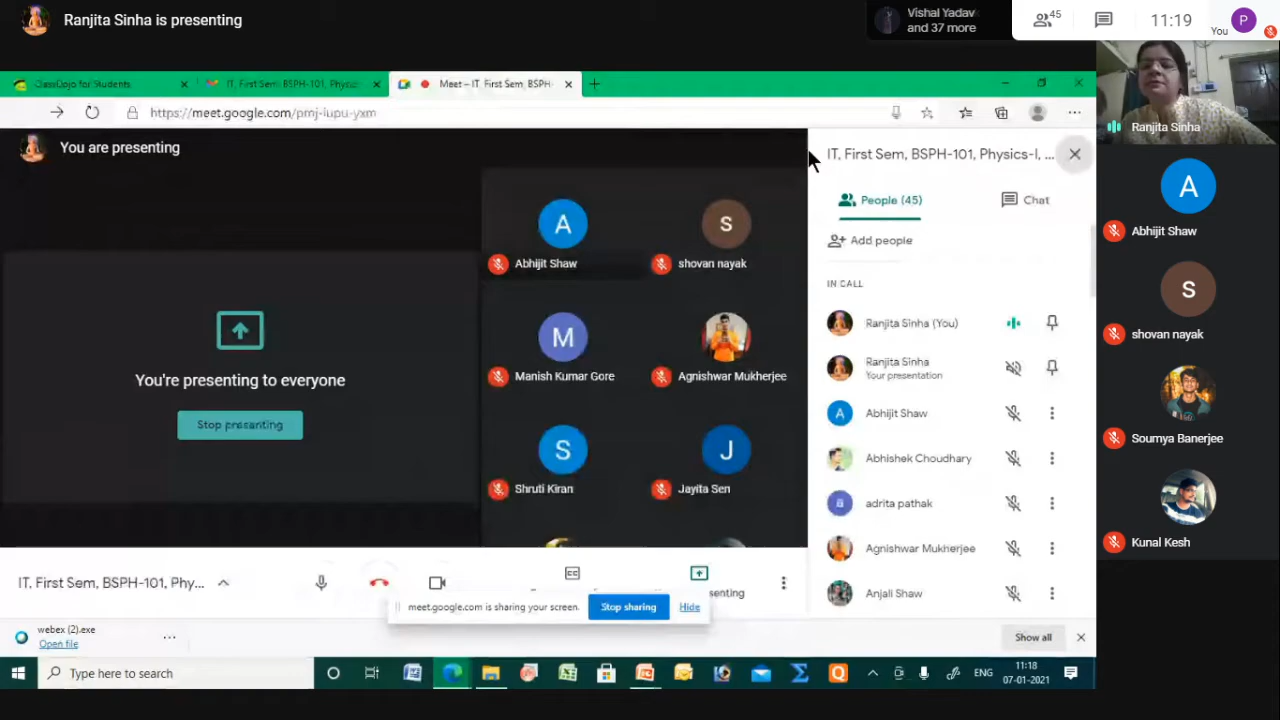 Ranjita Sinha is presenting
Vishal Yadav
and 37 more
45
11:19
You
P
ClassDojo for Students
IT, First Sem, BSPH-101, Physics
Meet – IT, First Sem, BSPH-
https://meet.google.com/pmj-iupu-yxm
You are presenting
IT, First Sem, BSPH-101, Physics-I, ...
People (45)
Chat
Add people
IN CALL
Ranjita Sinha (You)
Ranjita Sinha
Your presentation
Abhijit Shaw
Abhishek Choudhary
adrita pathak
Agnishwar Mukherjee
Anjali Shaw
A
Abhijit Shaw
S
shovan nayak
M
Manish Kumar Gore
Agnishwar Mukherjee
S
Shruti Kiran
J
Jayita Sen
You're presenting to everyone
Stop presenting
IT, First Sem, BSPH-101, Phy...
meet.google.com is sharing your screen.
Stop sharing
Hide
webex (2).exe
Open file
Show all
Type here to search
ENG
11:18
07-01-2021
Ranjita Sinha
A
Abhijit Shaw
S
shovan nayak
Soumya Banerjee
Kunal Kesh